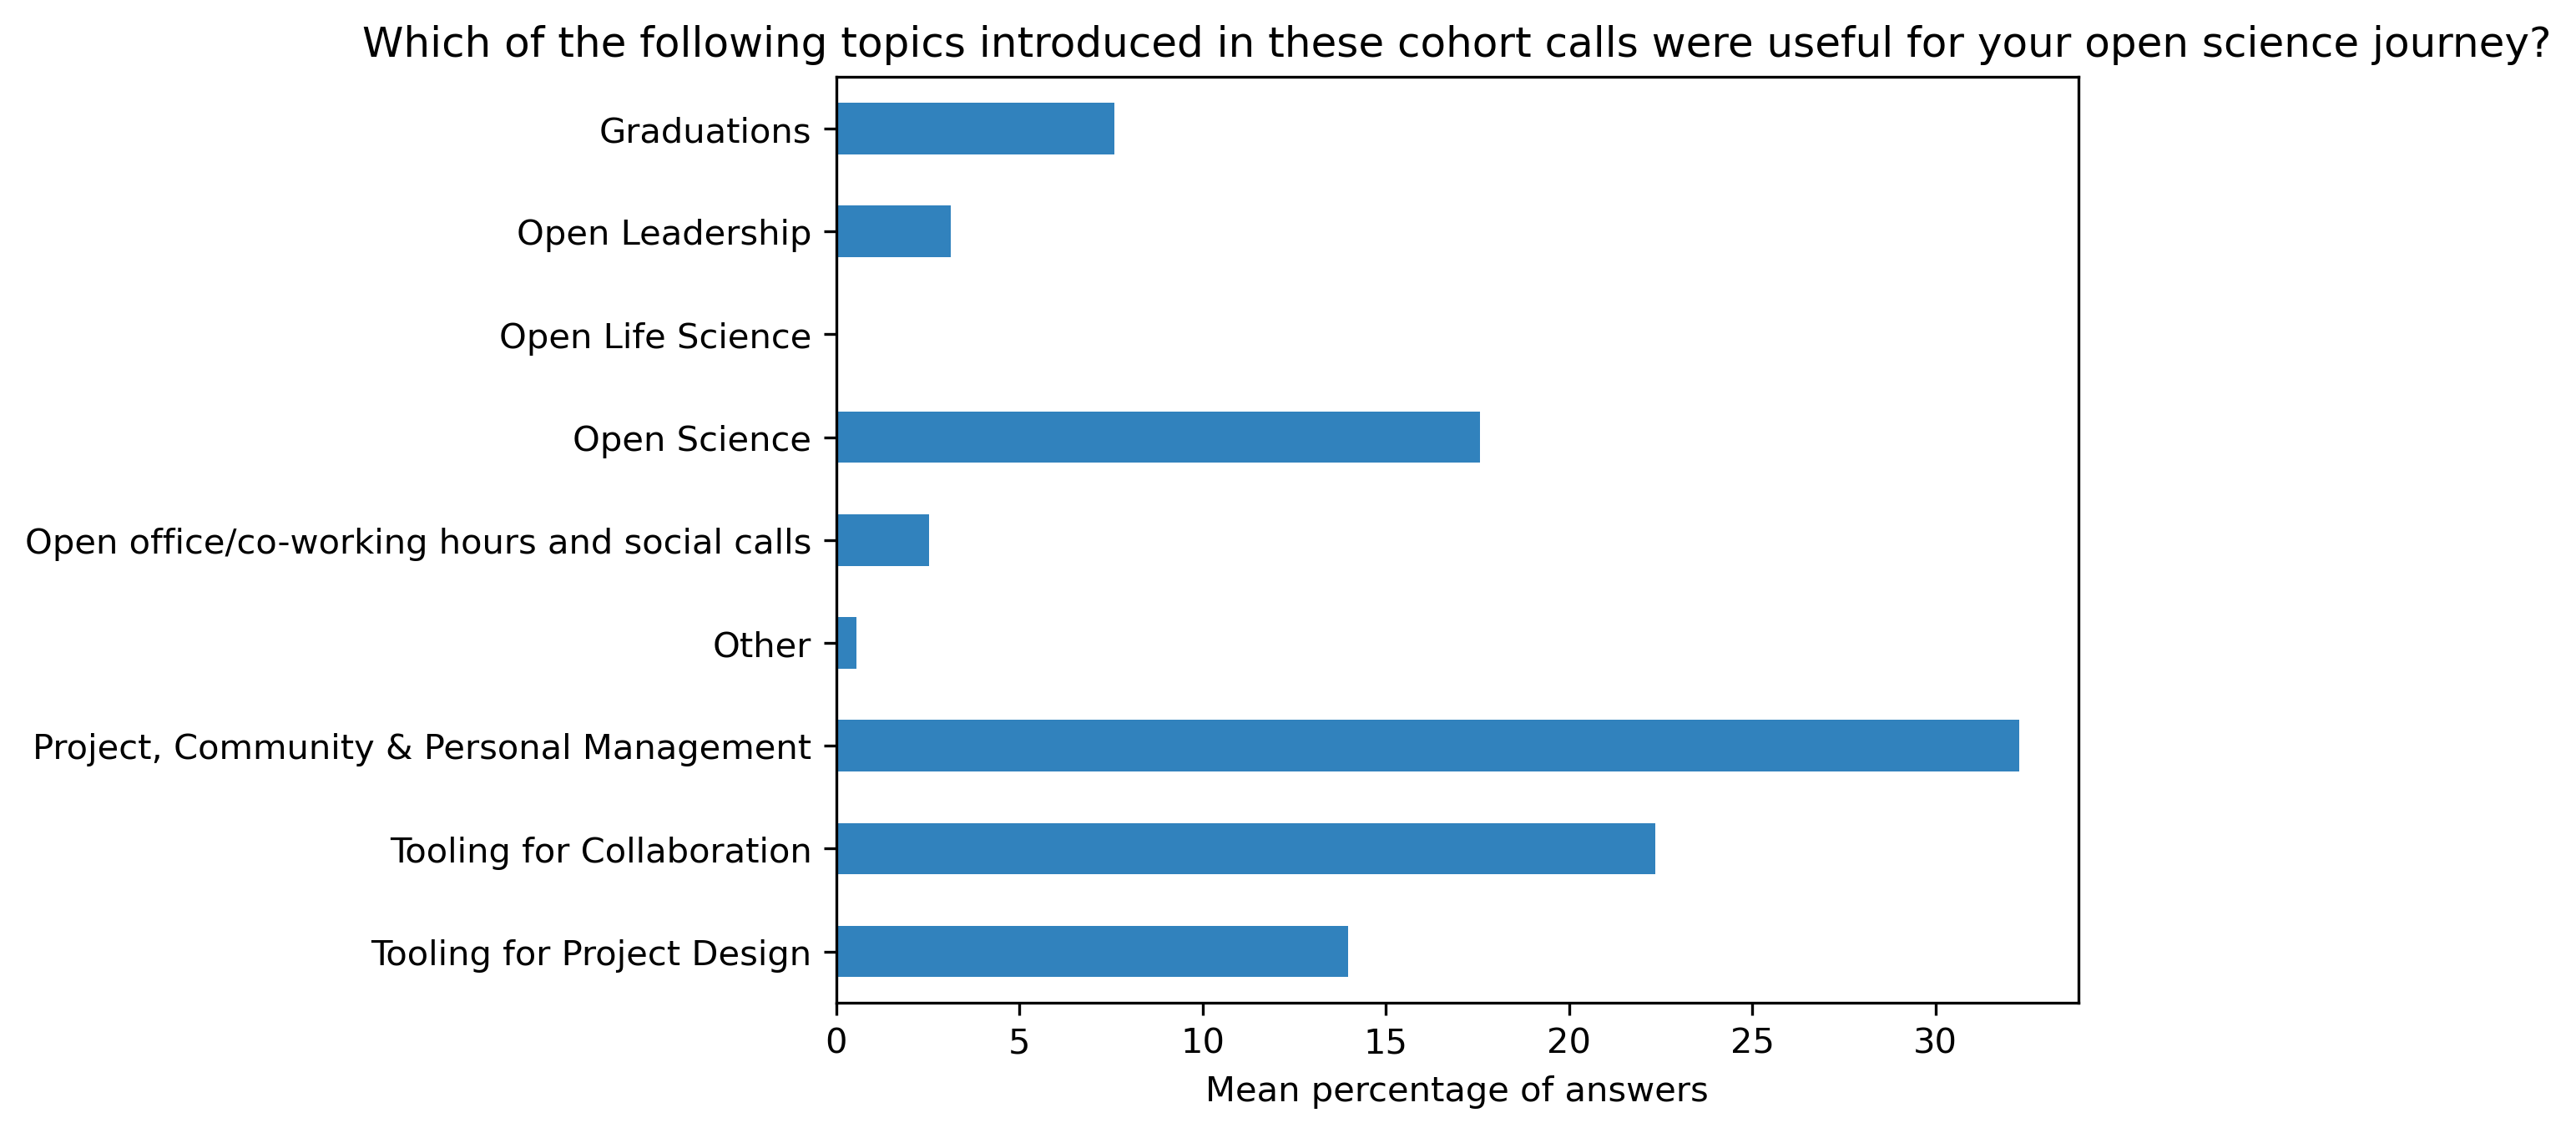 Which of the following topics introduced in these cohort calls were useful for your open science journey?
Graduations
Open Leadership
Open Life Science
Open Science
Open office/co-working hours and social calls
Other
Project, Community & Personal Management
Tooling for Collaboration
Tooling for Project Design
0 5 10 15 20 25 30
Mean percentage of answers